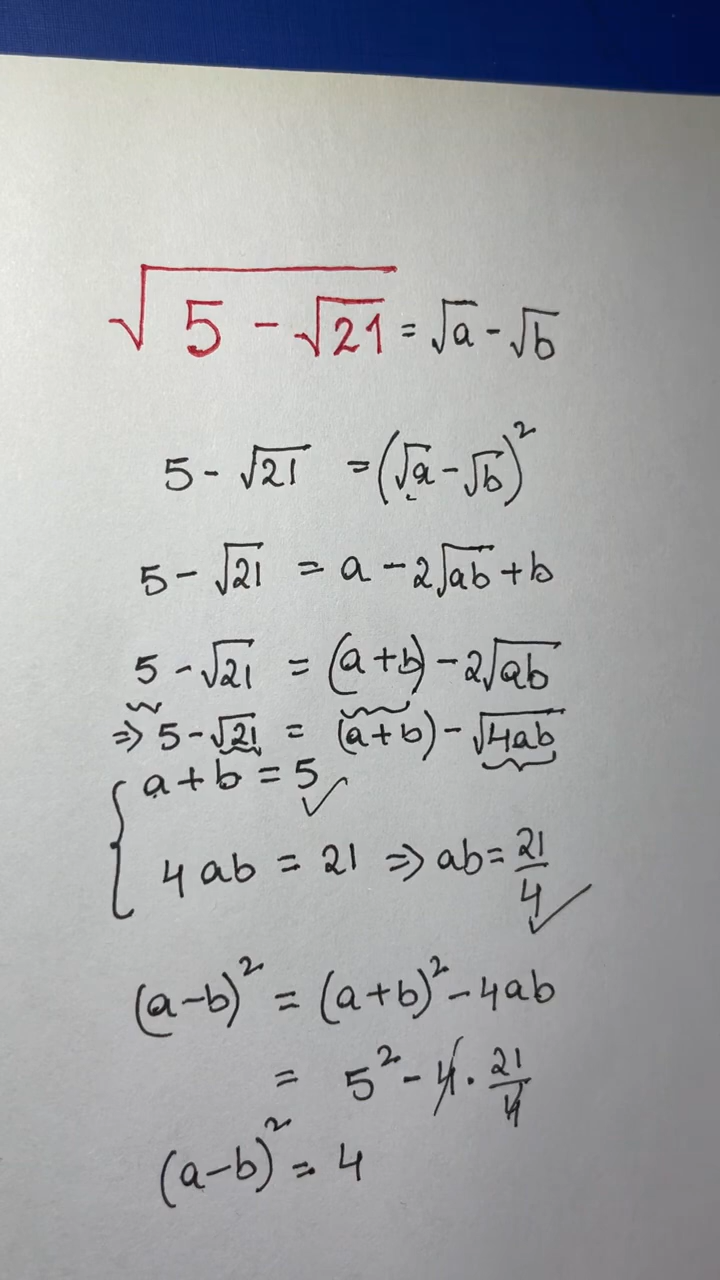 √(5 - √21) = √a - √b
5 - √21 = (√a - √b)²
5 - √21 = a - 2√ab + b
5 - √21 = (a + b) - 2√ab
⇒ 5 - √21 = (a + b) - √4ab
{ a + b = 5 ✓
4ab = 21 ⇒ ab = 21/4 ✓
(a - b)² = (a + b)² - 4ab
= 5² - 4 · 21/4
(a - b)² = 4